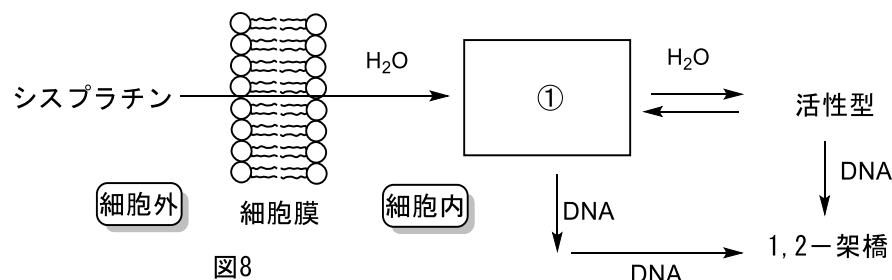 シスプラチン
H₂O
①
H₂O
活性型
細胞外
細胞膜
細胞内
DNA
DNA
DNA
1,2－架橋
図8